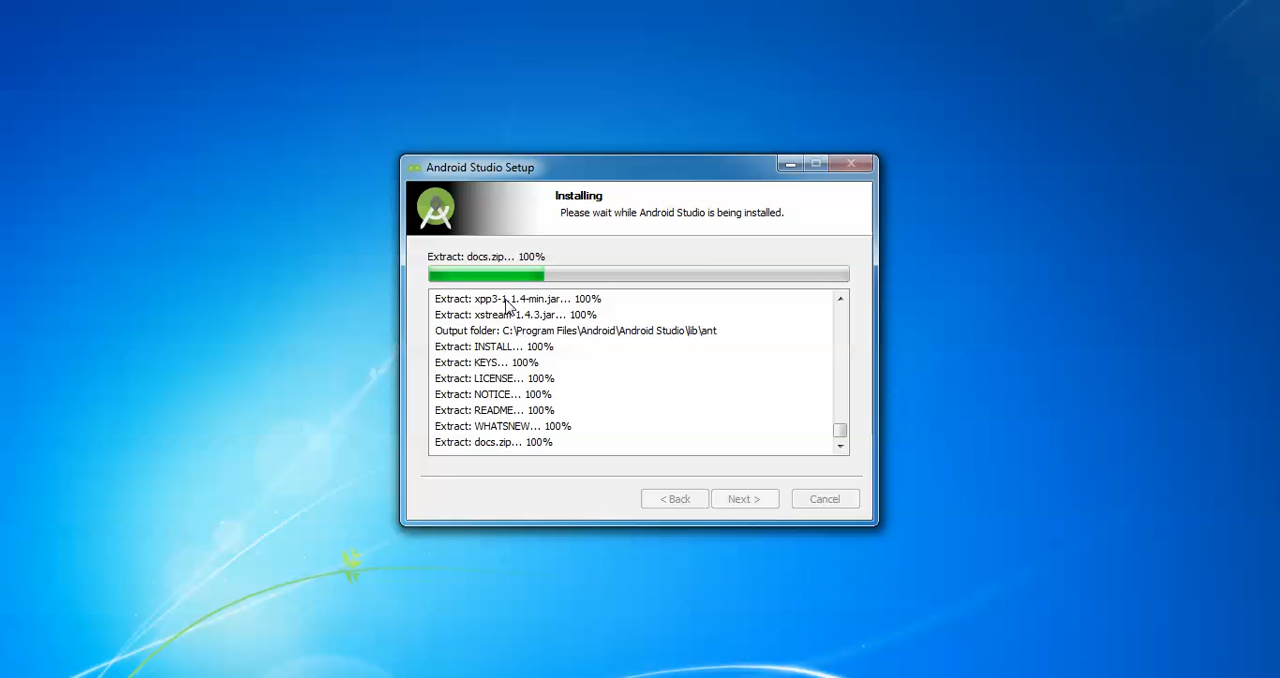 Android Studio Setup
Installing
Please wait while Android Studio is being installed.
Extract: docs.zip... 100%
Extract: xpp3-1.1.4-min.jar... 100%
Extract: xstream-1.4.3.jar... 100%
Output folder: C:\Program Files\Android\Android Studio\lib\ant
Extract: INSTALL... 100%
Extract: KEYS... 100%
Extract: LICENSE... 100%
Extract: NOTICE... 100%
Extract: README... 100%
Extract: WHATSNEW... 100%
Extract: docs.zip... 100%
< Back Next > Cancel